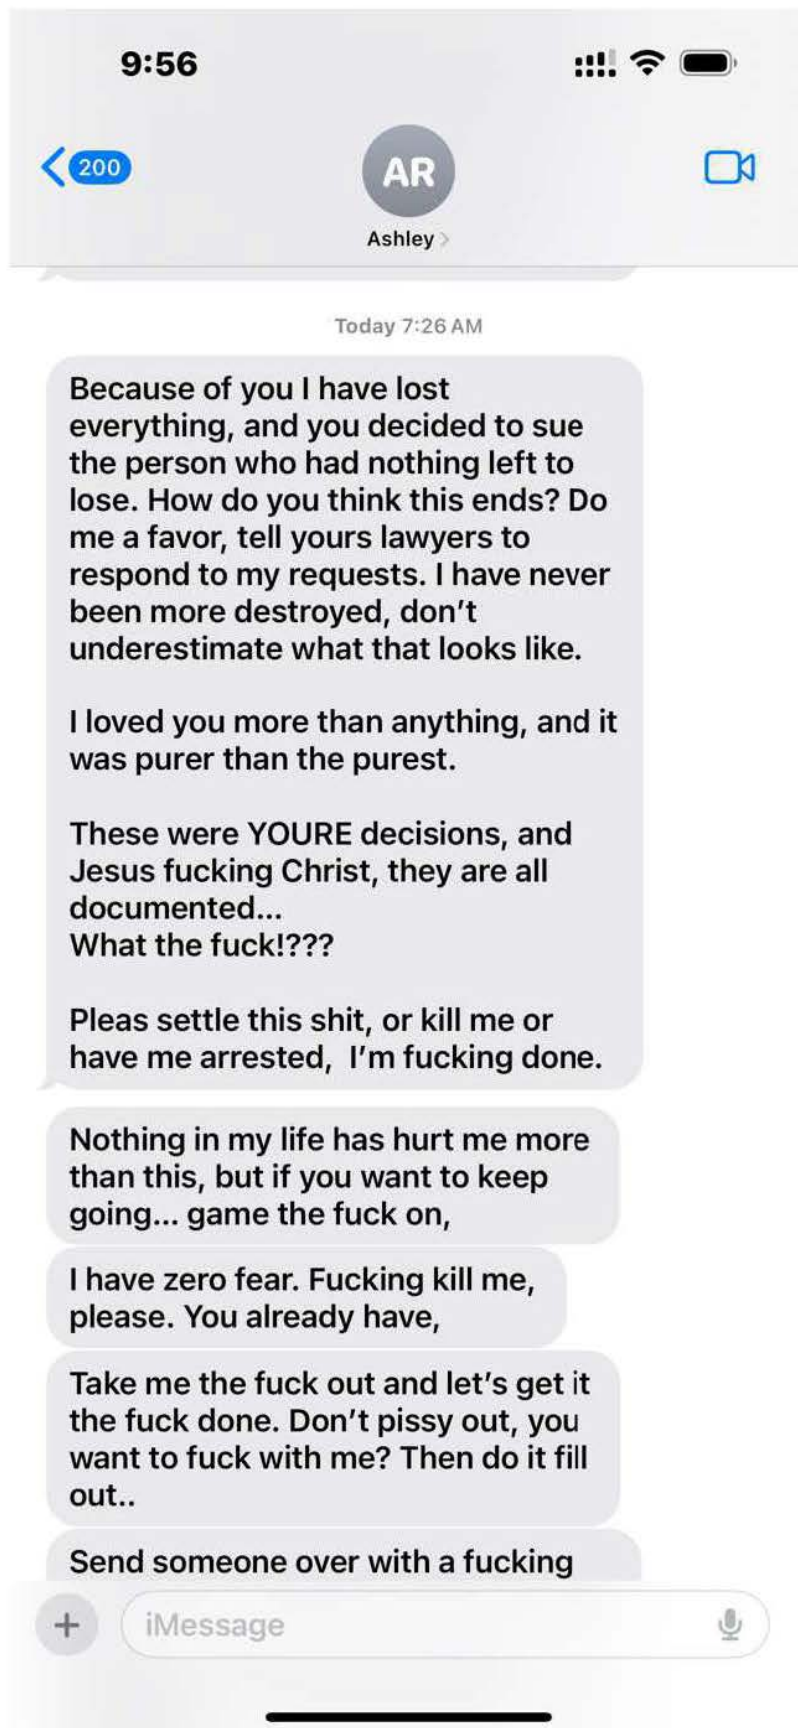 9:56
200
AR
Ashley
Today 7:26 AM
Because of you I have lost
everything, and you decided to sue
the person who had nothing left to
lose. How do you think this ends? Do
me a favor, tell yours lawyers to
respond to my requests. I have never
been more destroyed, don't
underestimate what that looks like.
I loved you more than anything, and it
was purer than the purest.
These were YOURE decisions, and
Jesus fucking Christ, they are all
documented...
What the fuck!???
Pleas settle this shit, or kill me or
have me arrested, I'm fucking done.
Nothing in my life has hurt me more
than this, but if you want to keep
going... game the fuck on,
I have zero fear. Fucking kill me,
please. You already have,
Take me the fuck out and let's get it
the fuck done. Don't pissy out, you
want to fuck with me? Then do it fill
out..
Send someone over with a fucking
iMessage